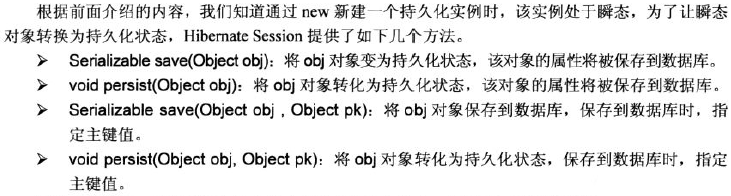 根据前面介绍的内容，我们知道通过 new 新建一个持久化实例时，该实例处于瞬态，为了让瞬态
对象转换为持久化状态，Hibernate Session 提供了如下几个方法。
➢ Serializable save(Object obj)：将 obj 对象变为持久化状态，该对象的属性将被保存到数据库。
➢ void persist(Object obj)：将 obj 对象转化为持久化状态，该对象的属性将被保存到数据库。
➢ Serializable save(Object obj , Object pk)：将 obj 对象保存到数据库，保存到数据库时，指
定主键值。
➢ void persist(Object obj, Object pk)：将 obj 对象转化为持久化状态，保存到数据库时，指定
主键值。